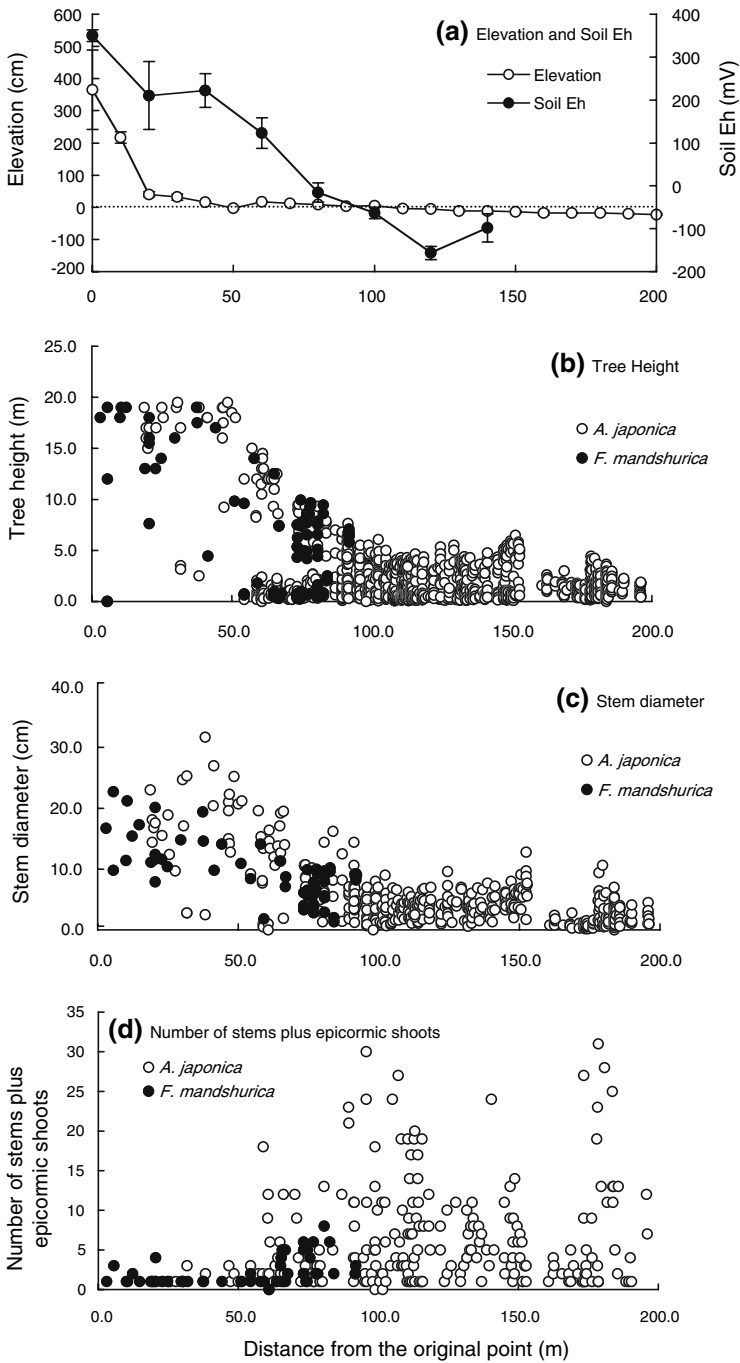 (a) Elevation and Soil Eh
Elevation (cm)
600
500
400
300
200
100
0
-100
-200
Soil Eh (mV)
400
300
200
100
0
-100
-200
Elevation
Soil Eh
0
50
100
150
200
(b) Tree Height
Tree height (m)
25.0
20.0
15.0
10.0
5.0
0.0
A. japonica
F. mandshurica
0.0
50.0
100.0
150.0
200.0
(c) Stem diameter
Stem diameter (cm)
40.0
30.0
20.0
10.0
0.0
A. japonica
F. mandshurica
0.0
50.0
100.0
150.0
200.0
(d) Number of stems plus epicormic shoots
Number of stems plus
epicormic shoots
35
30
25
20
15
10
5
0
A. japonica
F. mandshurica
0.0
50.0
100.0
150.0
200.0
Distance from the original point (m)